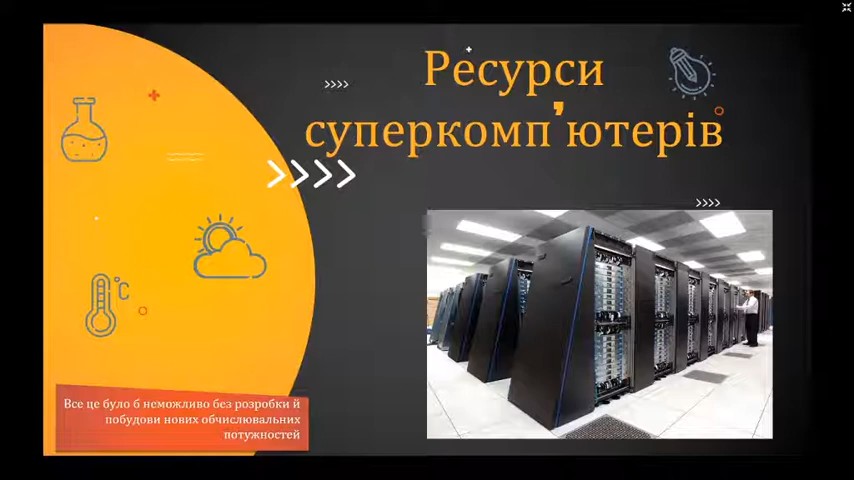 Ресурси
суперкомп’ютерів
°C
Все це було б неможливо без розробки й
побудови нових обчислювальних
потужностей